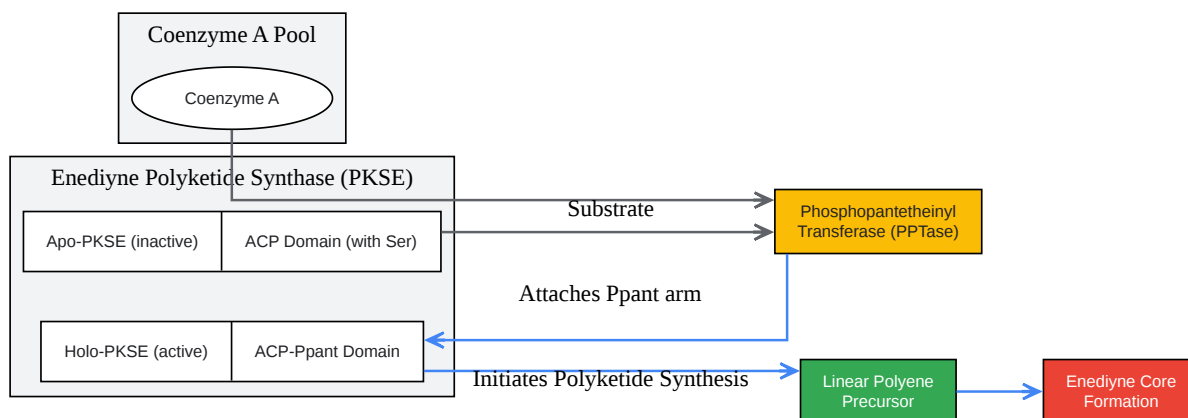 Coenzyme A Pool
Coenzyme A
Enediyne Polyketide Synthase (PKSE)
Apo-PKSE (inactive)
ACP Domain (with Ser)
Substrate
Phosphopantetheinyl
Transferase (PPTase)
Attaches Ppant arm
Holo-PKSE (active)
ACP-Ppant Domain
Initiates Polyketide Synthesis
Linear Polyene
Precursor
Enediyne Core
Formation